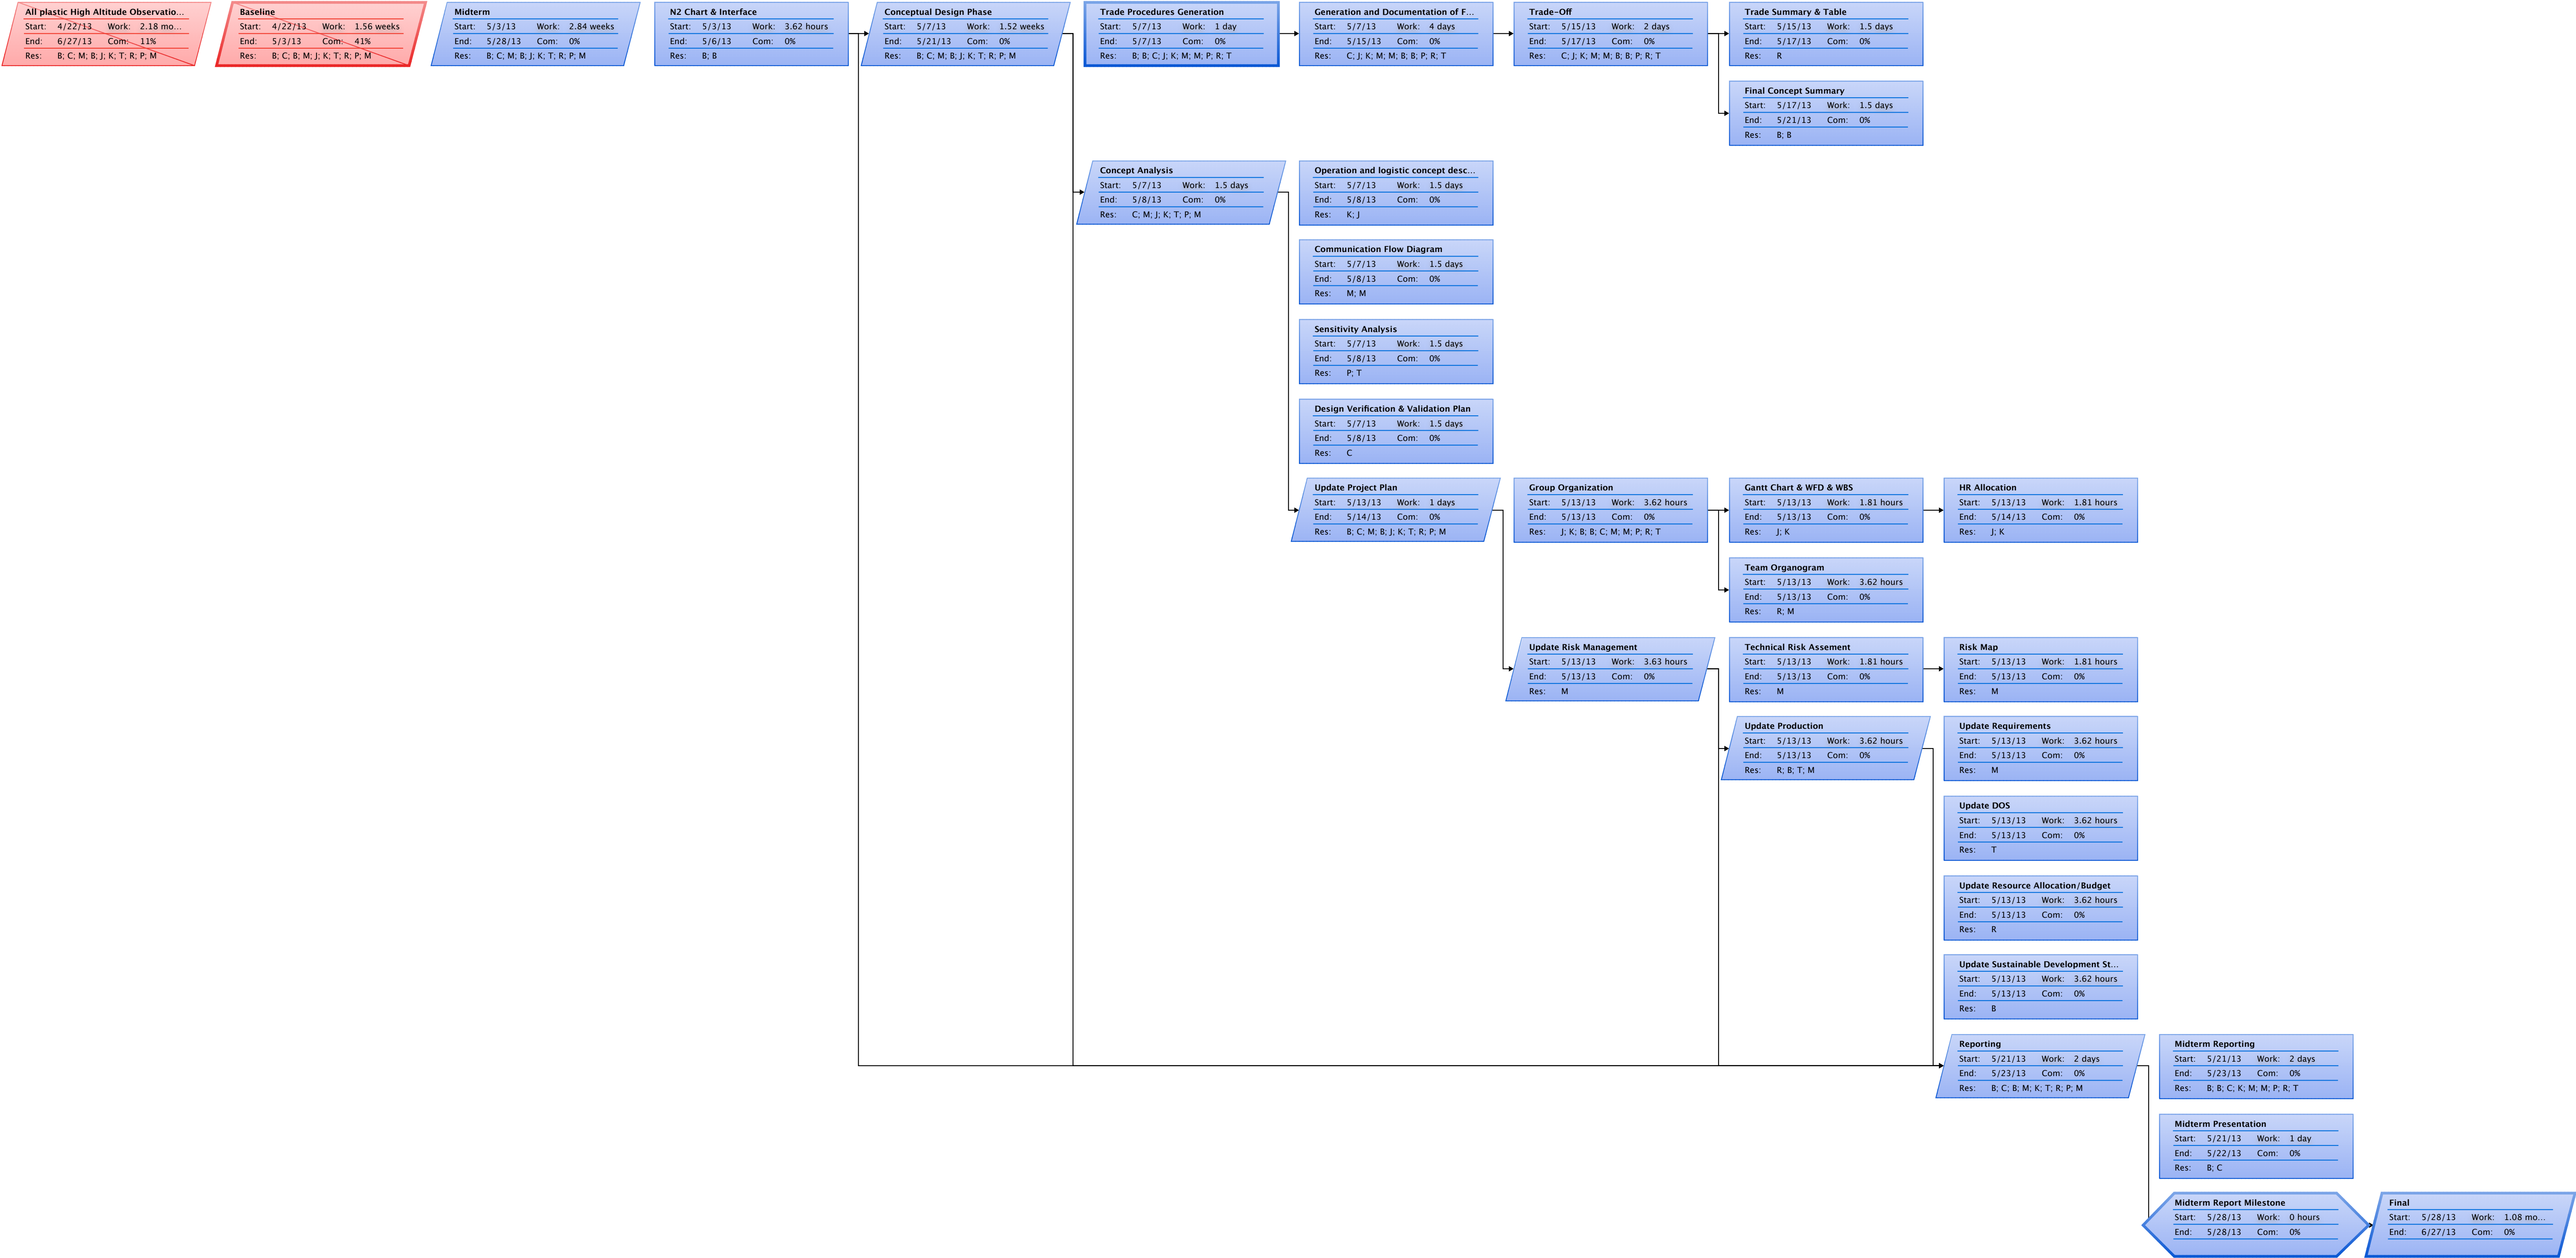 All plastic High Altitude Observatio...
Start: 4/22/13 Work: 2.18 mo...
End: 6/27/13 Com: 11%
Res: B; C; M; B; J; K; T; R; P; M
Baseline
Start: 4/22/13 Work: 1.56 weeks
End: 5/3/13 Com: 41%
Res: B; C; B; M; J; K; T; R; P; M
Midterm
Start: 5/3/13 Work: 2.84 weeks
End: 5/28/13 Com: 0%
Res: B; C; M; B; J; K; T; R; P; M
N2 Chart & Interface
Start: 5/3/13 Work: 3.62 hours
End: 5/6/13 Com: 0%
Res: B; B
Conceptual Design Phase
Start: 5/7/13 Work: 1.52 weeks
End: 5/21/13 Com: 0%
Res: B; C; M; B; J; K; T; R; P; M
Trade Procedures Generation
Start: 5/7/13 Work: 1 day
End: 5/7/13 Com: 0%
Res: B; B; C; J; K; M; M; P; R; T
Generation and Documentation of F...
Start: 5/7/13 Work: 4 days
End: 5/15/13 Com: 0%
Res: C; J; K; M; M; B; B; P; R; T
Trade-Off
Start: 5/15/13 Work: 2 days
End: 5/17/13 Com: 0%
Res: C; J; K; M; M; B; B; P; R; T
Trade Summary & Table
Start: 5/15/13 Work: 1.5 days
End: 5/17/13 Com: 0%
Res: R
Final Concept Summary
Start: 5/17/13 Work: 1.5 days
End: 5/21/13 Com: 0%
Res: B; B
Concept Analysis
Start: 5/7/13 Work: 1.5 days
End: 5/8/13 Com: 0%
Res: C; M; J; K; T; P; M
Operation and logistic concept desc...
Start: 5/7/13 Work: 1.5 days
End: 5/8/13 Com: 0%
Res: K; J
Communication Flow Diagram
Start: 5/7/13 Work: 1.5 days
End: 5/8/13 Com: 0%
Res: M; M
Sensitivity Analysis
Start: 5/7/13 Work: 1.5 days
End: 5/8/13 Com: 0%
Res: P; T
Design Verification & Validation Plan
Start: 5/7/13 Work: 1.5 days
End: 5/8/13 Com: 0%
Res: C
Update Project Plan
Start: 5/13/13 Work: 1 days
End: 5/14/13 Com: 0%
Res: B; C; M; B; J; K; T; R; P; M
Group Organization
Start: 5/13/13 Work: 3.62 hours
End: 5/13/13 Com: 0%
Res: J; K; B; B; C; M; M; P; R; T
Gantt Chart & WFD & WBS
Start: 5/13/13 Work: 1.81 hours
End: 5/13/13 Com: 0%
Res: J; K
HR Allocation
Start: 5/13/13 Work: 1.81 hours
End: 5/14/13 Com: 0%
Res: J; K
Team Organogram
Start: 5/13/13 Work: 3.62 hours
End: 5/13/13 Com: 0%
Res: R; M
Update Risk Management
Start: 5/13/13 Work: 3.63 hours
End: 5/13/13 Com: 0%
Res: M
Technical Risk Assement
Start: 5/13/13 Work: 1.81 hours
End: 5/13/13 Com: 0%
Res: M
Risk Map
Start: 5/13/13 Work: 1.81 hours
End: 5/13/13 Com: 0%
Res: M
Update Production
Start: 5/13/13 Work: 3.62 hours
End: 5/13/13 Com: 0%
Res: R; B; T; M
Update Requirements
Start: 5/13/13 Work: 3.62 hours
End: 5/13/13 Com: 0%
Res: M
Update DOS
Start: 5/13/13 Work: 3.62 hours
End: 5/13/13 Com: 0%
Res: T
Update Resource Allocation/Budget
Start: 5/13/13 Work: 3.62 hours
End: 5/13/13 Com: 0%
Res: R
Update Sustainable Development St...
Start: 5/13/13 Work: 3.62 hours
End: 5/13/13 Com: 0%
Res: B
Reporting
Start: 5/21/13 Work: 2 days
End: 5/23/13 Com: 0%
Res: B; C; B; M; K; T; R; P; M
Midterm Reporting
Start: 5/21/13 Work: 2 days
End: 5/23/13 Com: 0%
Res: B; B; C; K; M; M; P; R; T
Midterm Presentation
Start: 5/21/13 Work: 1 day
End: 5/22/13 Com: 0%
Res: B; C
Midterm Report Milestone
Start: 5/28/13 Work: 0 hours
End: 5/28/13 Com: 0%
Final
Start: 5/28/13 Work: 1.08 mo...
End: 6/27/13 Com: 0%